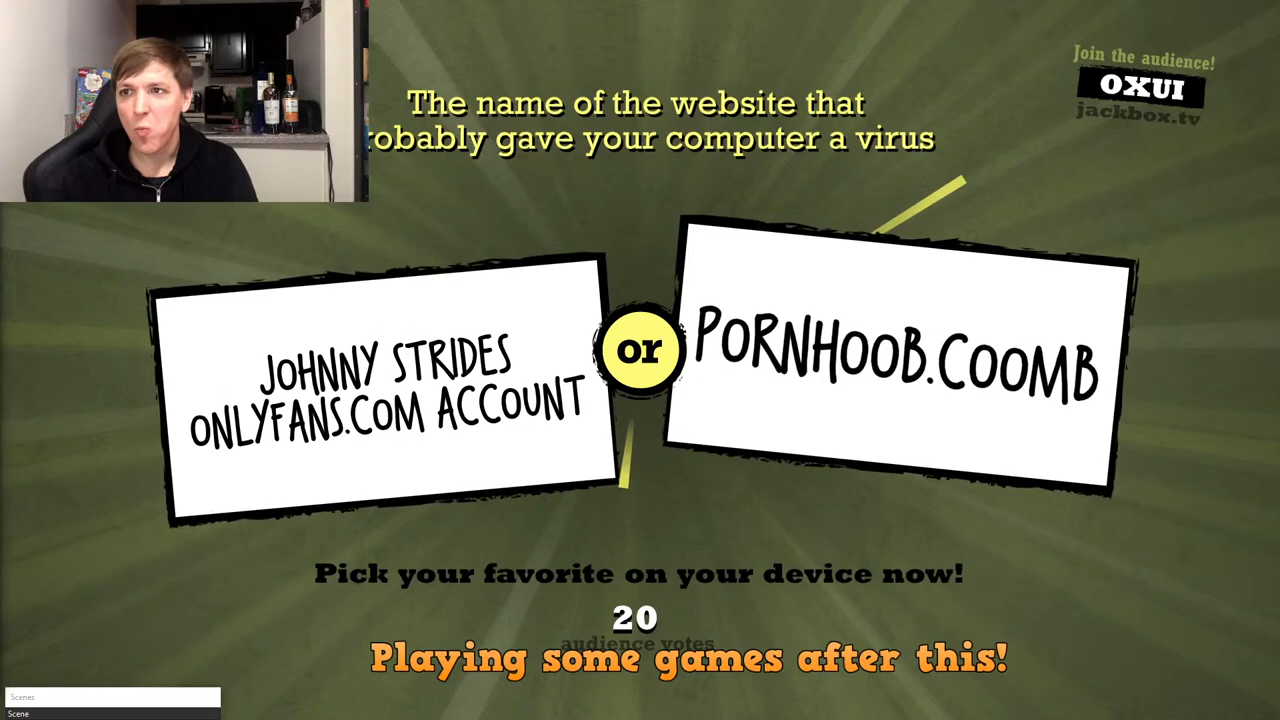 Join the audience!
OXUI
jackbox.tv
The name of the website that
robably gave your computer a virus
JOHNNY STRIDES
ONLYFANS.COM ACCOUNT
or
PORNHOOB.COOMB
Pick your favorite on your device now!
20
audience votes
Playing some games after this!
Scenes
Scene